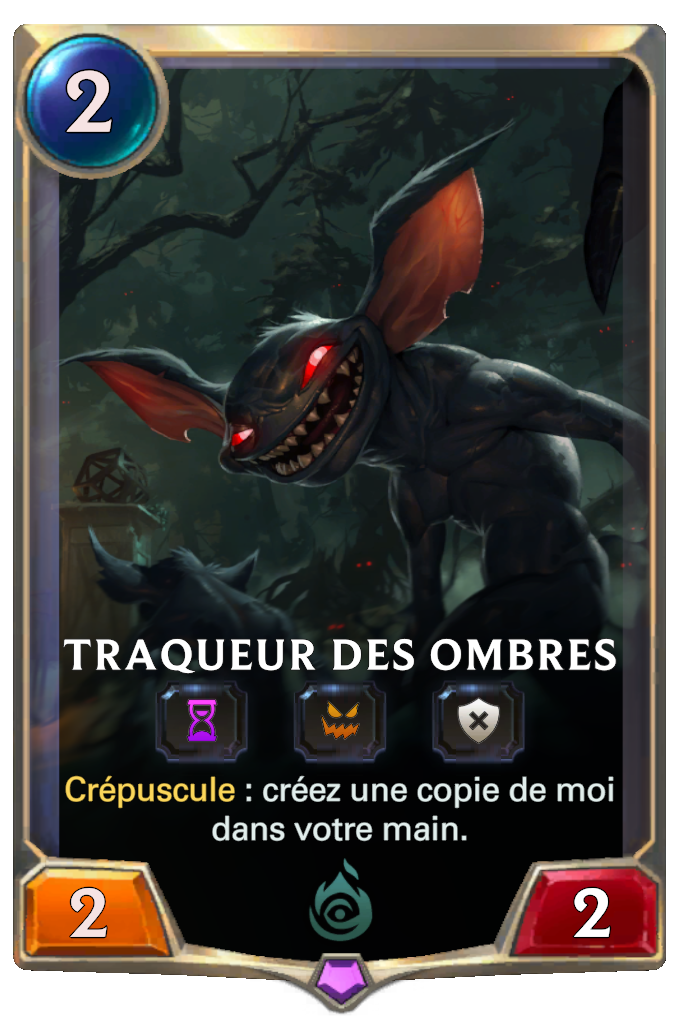 2
TRAQUEUR DES OMBRES
Crépuscule : créez une copie de moi
dans votre main.
2
2